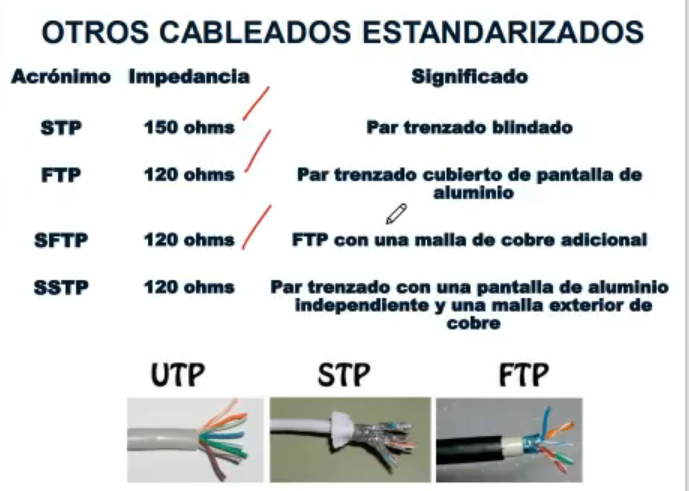 OTROS CABLEADOS ESTANDARIZADOS
Acrónimo Impedancia Significado
STP 150 ohms Par trenzado blindado
FTP 120 ohms Par trenzado cubierto de pantalla de
aluminio
SFTP 120 ohms FTP con una malla de cobre adicional
SSTP 120 ohms Par trenzado con una pantalla de aluminio
independiente y una malla exterior de
cobre
UTP STP FTP